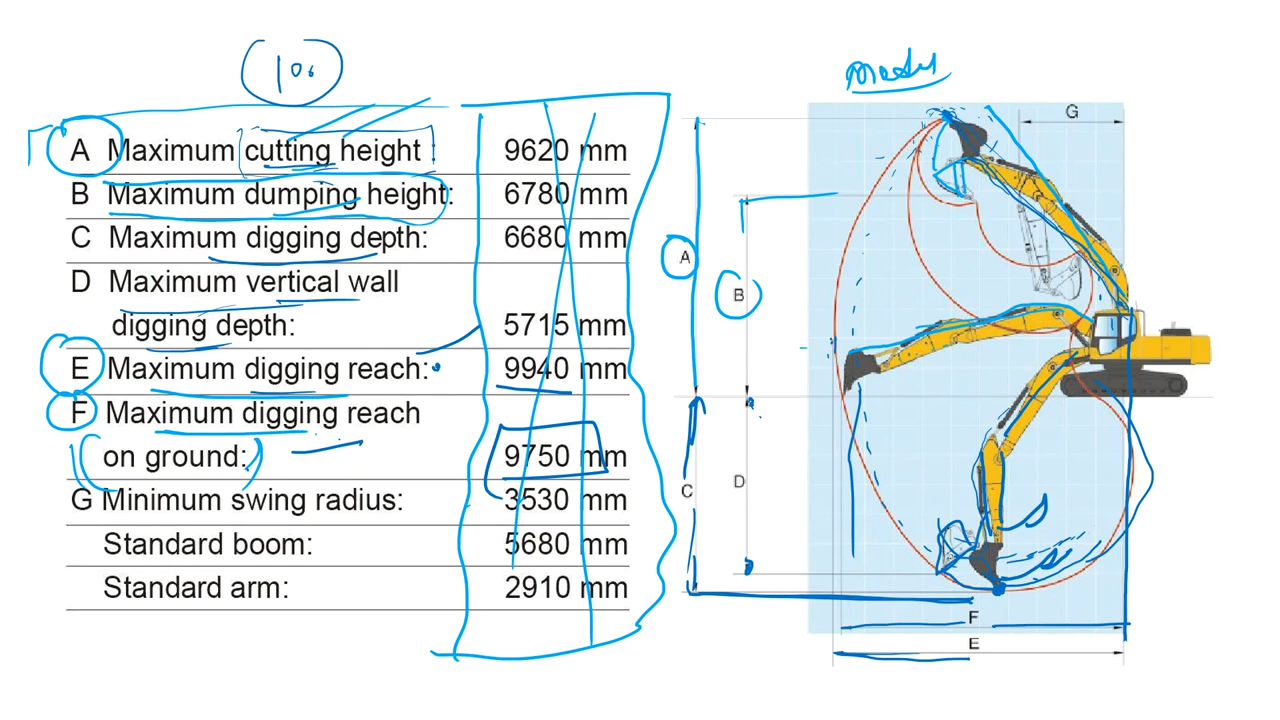 A Maximum cutting height 9620 mm
B Maximum dumping height: 6780 mm
C Maximum digging depth: 6680 mm
D Maximum vertical wall
digging depth: 5715 mm
E Maximum digging reach: 9940 mm
F Maximum digging reach
on ground: 9750 mm
G Minimum swing radius: 3530 mm
Standard boom: 5680 mm
Standard arm: 2910 mm
G
A
B
C
D
F
E